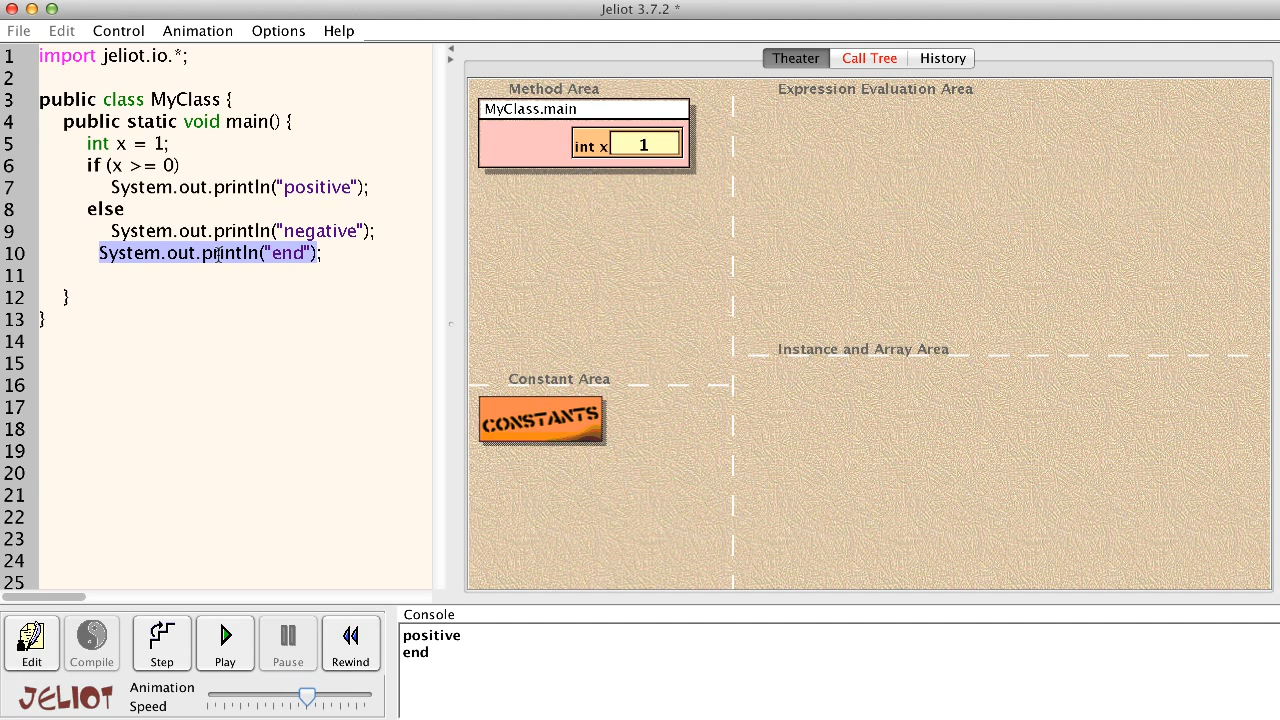 Jeliot 3.7.2 *
File Edit Control Animation Options Help
1 import jeliot.io.*;
2
3 public class MyClass {
4 public static void main() {
5 int x = 1;
6 if (x >= 0)
7 System.out.println("positive");
8 else
9 System.out.println("negative");
10 System.out.println("end");
11
12 }
13 }
14
15
16
17
18
19
20
21
22
23
24
25
Theater Call Tree History
Method Area
MyClass.main
int x 1
Expression Evaluation Area
Constant Area
CONSTANTS
Instance and Array Area
Edit Compile Step Play Pause Rewind
JELIOT
Animation
Speed
Console
positive
end